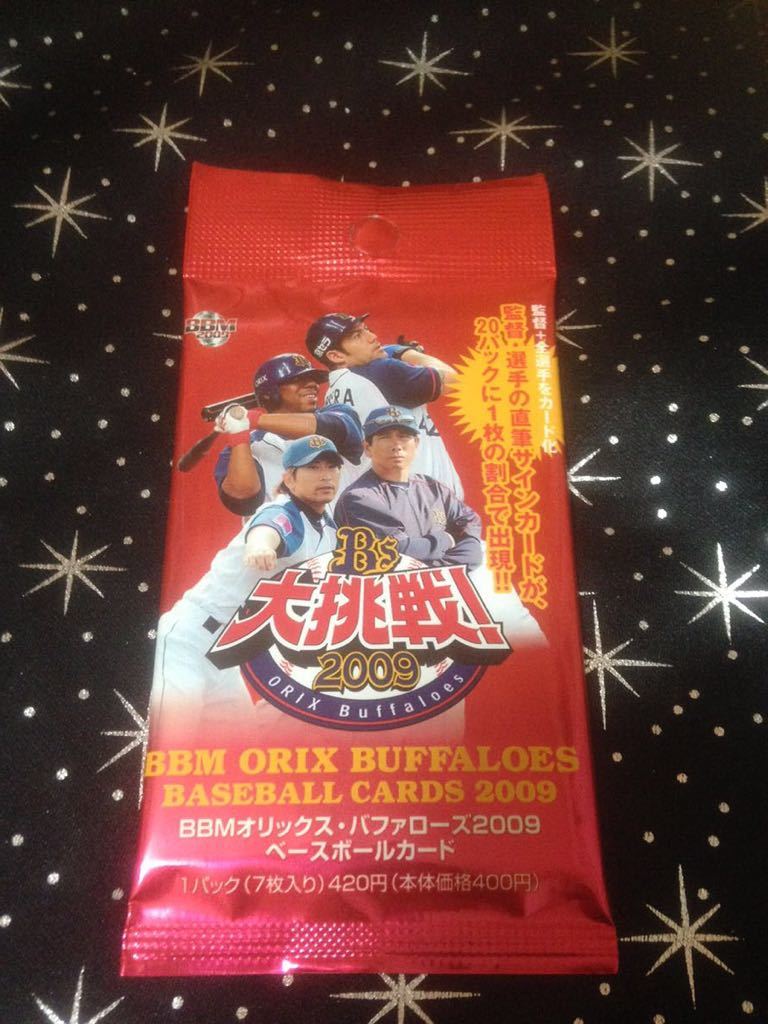 BBM
2009
監督+全選手をカード化
監督・選手の直筆サインカードが、
20パックに1枚の割合で出現!!
Bs
大挑戦!
2009
ORIX Buffaloes
BBM ORIX BUFFALOES
BASEBALL CARDS 2009
BBMオリックス・バファローズ2009
ベースボールカード
1パック(7枚入り)420円(本体価格400円)